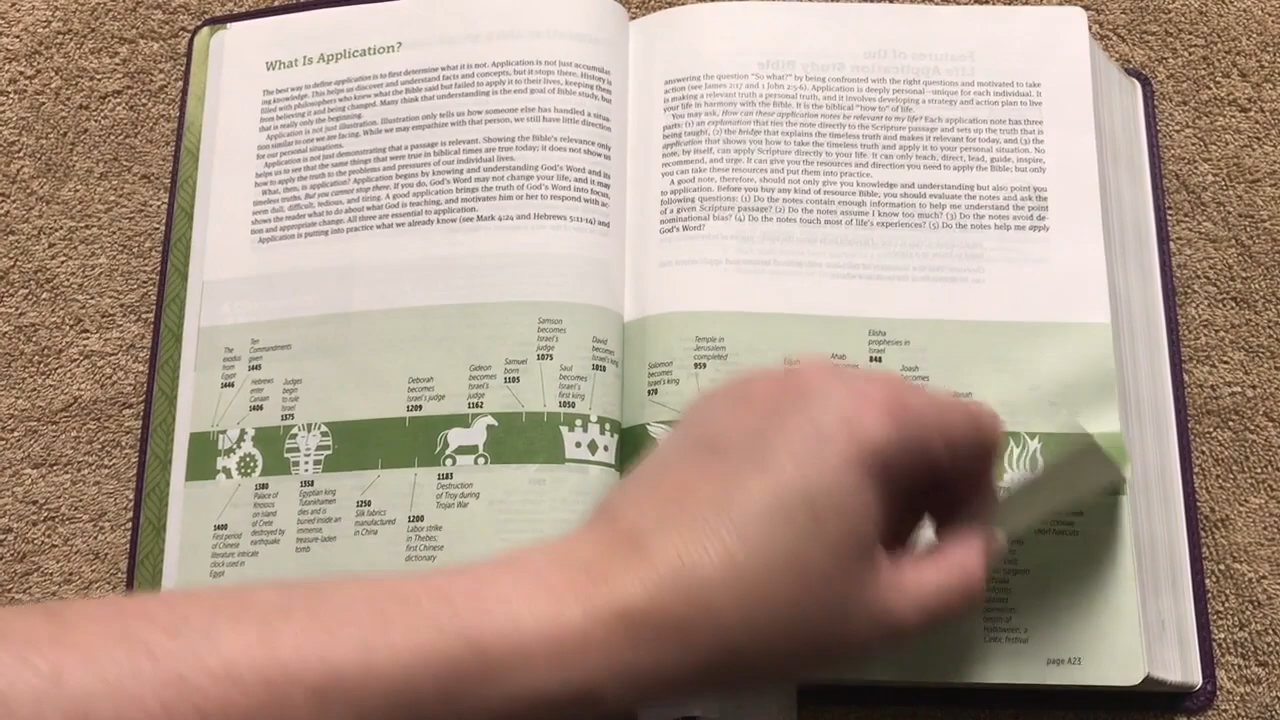 What Is Application?
The best way to define application is to first determine what it is not. Application is not just accumulat-
ing knowledge. This helps us discover and understand facts and concepts, but it stops there. History is
filled with philosophers who knew what the Bible said but failed to apply it to their lives, keeping them
from believing it and being changed. Many think that understanding is the end goal of Bible study, but
that is really only the beginning.
Application is not just illustration. Illustration only tells us how someone else has handled a situa-
tion similar to one we are facing. While we may empathize with that person, we still have little direction
for our personal situations.
Application is not just demonstrating that a passage is relevant. Showing the Bible's relevance only
helps us to see that the same things that were true in biblical times are true today; it does not show us
how to apply the truth to the problems and pressures of our individual lives.
What, then, is application? Application begins by knowing and understanding God's Word and its
timeless truths. But you cannot stop there. If you do, God's Word may not change your life, and it may
seem dull, difficult, tedious, and tiring. A good application brings the truth of God's Word into focus,
shows the reader what to do about what God is teaching, and motivates him or her to respond with ac-
tion and appropriate change. All three are essential to application.
Application is putting into practice what we already know (see Mark 4:24 and Hebrews 5:11-14) and
answering the question "So what?" by being confronted with the right questions and motivated to take
action (see James 2:17 and 1 John 2:5-6). Application is deeply personal—unique for each individual. It
is making a relevant truth a personal truth, and it involves developing a strategy and action plan to live
your life in harmony with the Bible. It is the biblical "how to" of life.
You may ask, How can these application notes be relevant to my life? Each application note has three
parts: (1) an explanation that ties the note directly to the Scripture passage and sets up the truth that is
being taught, (2) the bridge that explains the timeless truth and makes it relevant for today, and (3) the
application that shows you how to take the timeless truth and apply it to your personal situation. No
note, by itself, can apply Scripture directly to your life. It can only teach, direct, lead, guide, inspire,
recommend, and urge. It can give you the resources and direction you need to apply the Bible; but only
you can take these resources and put them into practice.
A good note, therefore, should not only give you knowledge and understanding but also point you
to application. Before you buy any kind of resource Bible, you should evaluate the notes and ask the
following questions: (1) Do the notes contain enough information to help me understand the point
of a given Scripture passage? (2) Do the notes assume I know too much? (3) Do the notes avoid de-
nominational bias? (4) Do the notes touch most of life's experiences? (5) Do the notes help me apply
God's Word?
The
exodus
from
Egypt
1446
Ten
Commandments
given
1445
Hebrews
enter
Canaan
1406
Judges
begin
to rule
Israel
1375
Deborah
becomes
Israel's judge
1209
Gideon
becomes
Israel's
judge
1162
Samuel
born
1105
Samson
becomes
Israel's
judge
1075
Saul
becomes
Israel's
first king
1050
David
becomes
Israel's king
1010
Solomon
becomes
Israel's king
970
Temple in
Jerusalem
completed
959
Elijah
Ahab
becomes
Elisha
prophesies in
Israel
848
Joash
becomes
Jonah
1400
First period
of Chinese
literature; intricate
clock used in
Egypt
1380
Palace of
Knossos
on island
of Crete
destroyed by
earthquake
1358
Egyptian king
Tutankhamen
dies and is
buried inside an
immense,
treasure-laden
tomb
1250
Silk fabrics
manufactured
in China
1200
Labor strike
in Thebes;
first Chinese
dictionary
1183
Destruction
of Troy during
Trojan War
short haircuts
surgeon
Halloween, a
Celtic festival
page A23